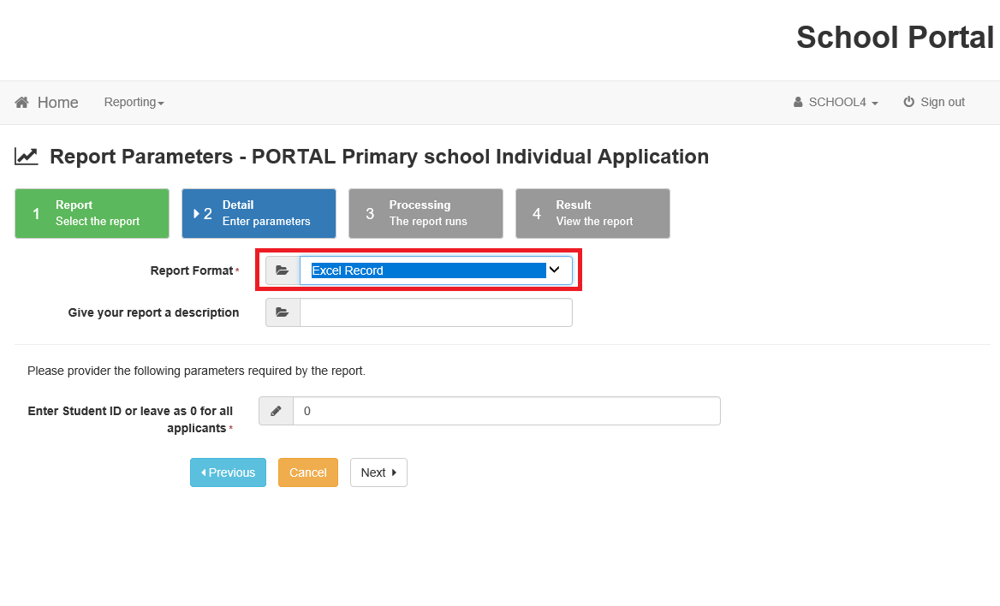 School Portal
Home Reporting SCHOOL4 Sign out
Report Parameters - PORTAL Primary school Individual Application
1 Report Select the report
2 Detail Enter parameters
3 Processing The report runs
4 Result View the report
Report Format * Excel Record
Give your report a description
Please provider the following parameters required by the report.
Enter Student ID or leave as 0 for all
applicants * 0
Previous Cancel Next